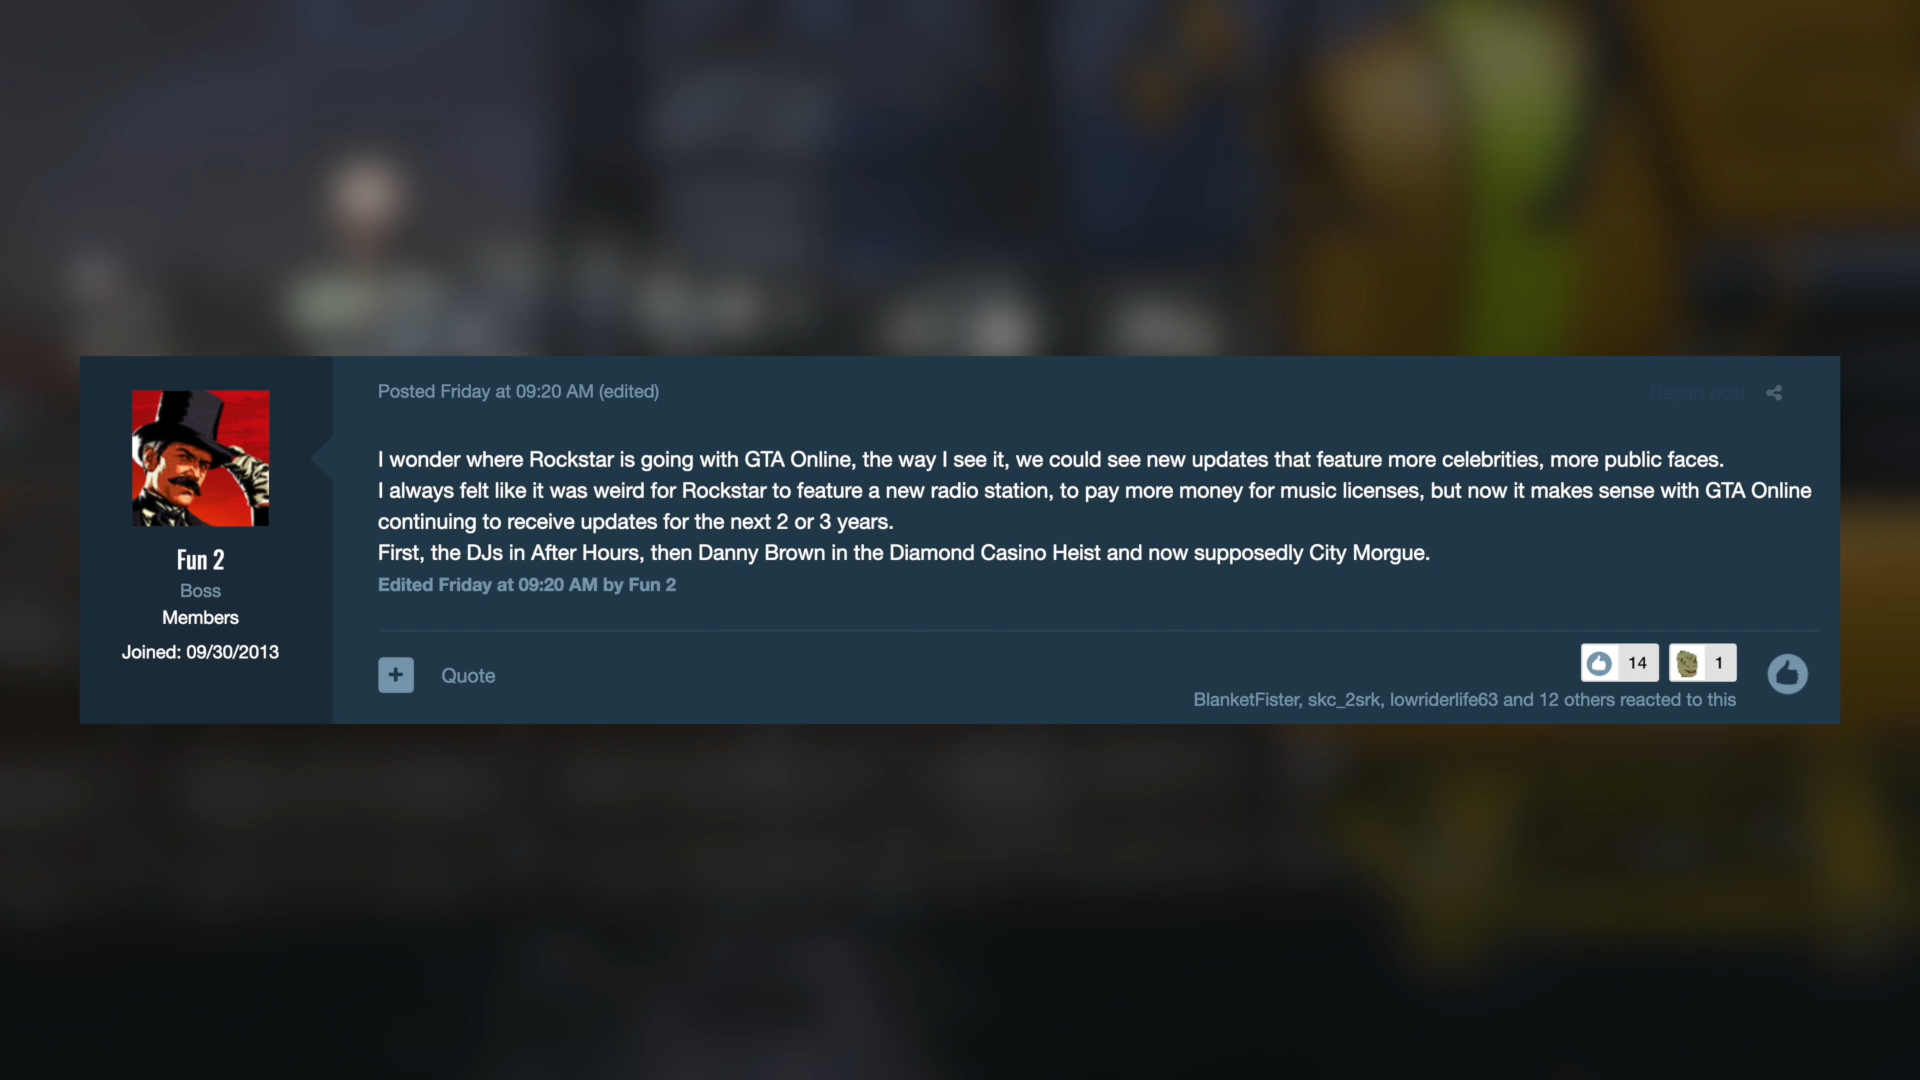 Posted Friday at 09:20 AM (edited)
Report post
I wonder where Rockstar is going with GTA Online, the way I see it, we could see new updates that feature more celebrities, more public faces.
I always felt like it was weird for Rockstar to feature a new radio station, to pay more money for music licenses, but now it makes sense with GTA Online
continuing to receive updates for the next 2 or 3 years.
First, the DJs in After Hours, then Danny Brown in the Diamond Casino Heist and now supposedly City Morgue.
Edited Friday at 09:20 AM by Fun 2
Fun 2
Boss
Members
Joined: 09/30/2013
+ Quote
14 1
BlanketFister, skc_2srk, lowriderlife63 and 12 others reacted to this